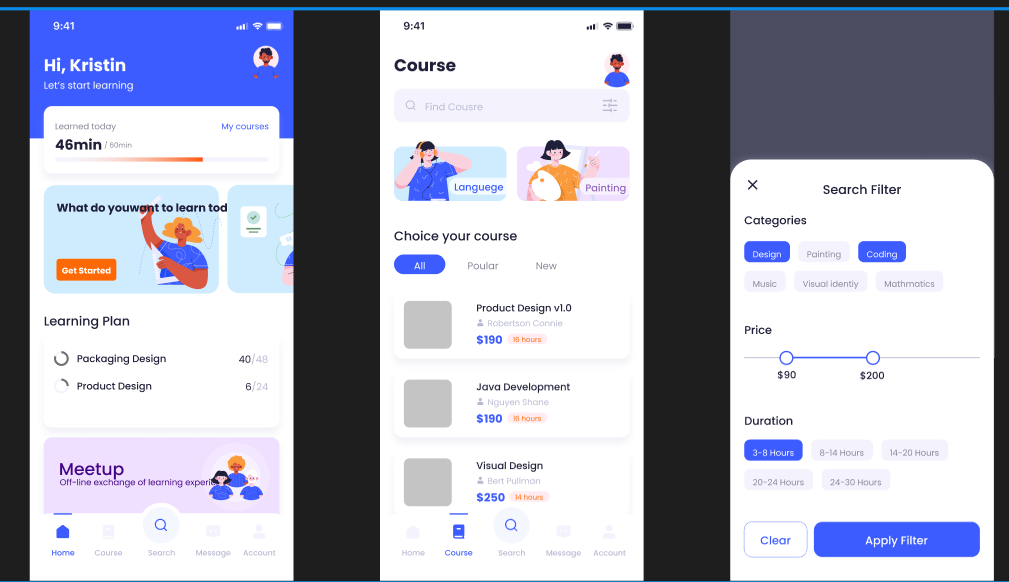 9:41
Hi, Kristin
Let's start learning
Learned today
My courses
46min / 60min
What do youwant to learn tod
Get Started
Learning Plan
Packaging Design
40/48
Product Design
6/24
Meetup
Off-line exchange of learning experie
Home
Course
Search
Message
Account
9:41
Course
Find Cousre
Languege
Painting
Choice your course
All
Poular
New
Product Design v1.0
Robertson Connie
$190
16 hours
Java Development
Nguyen Shane
$190
16 hours
Visual Design
Bert Pullman
$250
14 hours
Home
Course
Search
Message
Account
Search Filter
Categories
Design
Painting
Coding
Music
Visual identiy
Mathmatics
Price
$90
$200
Duration
3-8 Hours
8-14 Hours
14-20 Hours
20-24 Hours
24-30 Hours
Clear
Apply Filter